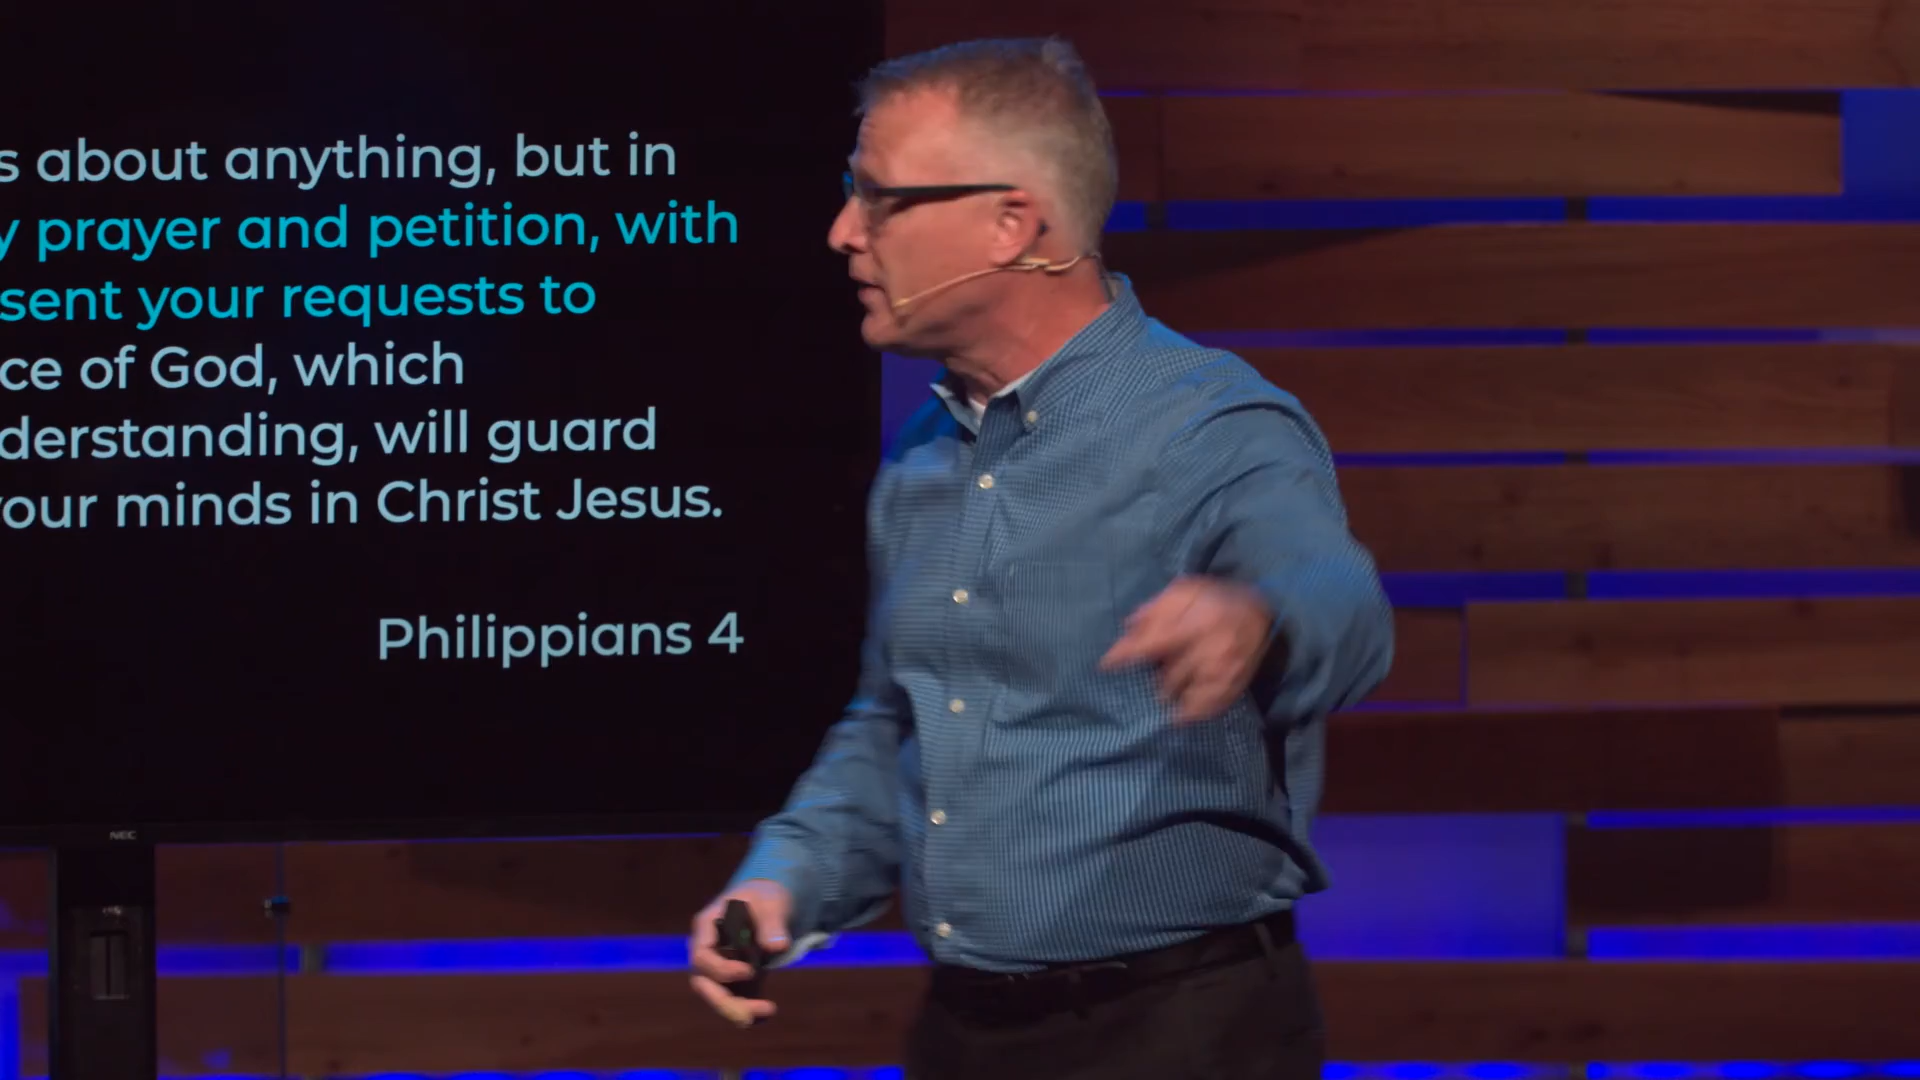 s about anything, but in
y prayer and petition, with
sent your requests to
ce of God, which
derstanding, will guard
our minds in Christ Jesus.
Philippians 4
NEC